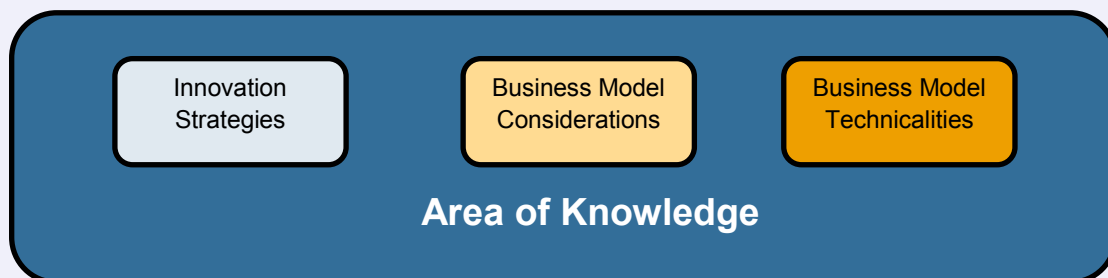 Innovation
Strategies
Business Model
Considerations
Business Model
Technicalities
Area of Knowledge